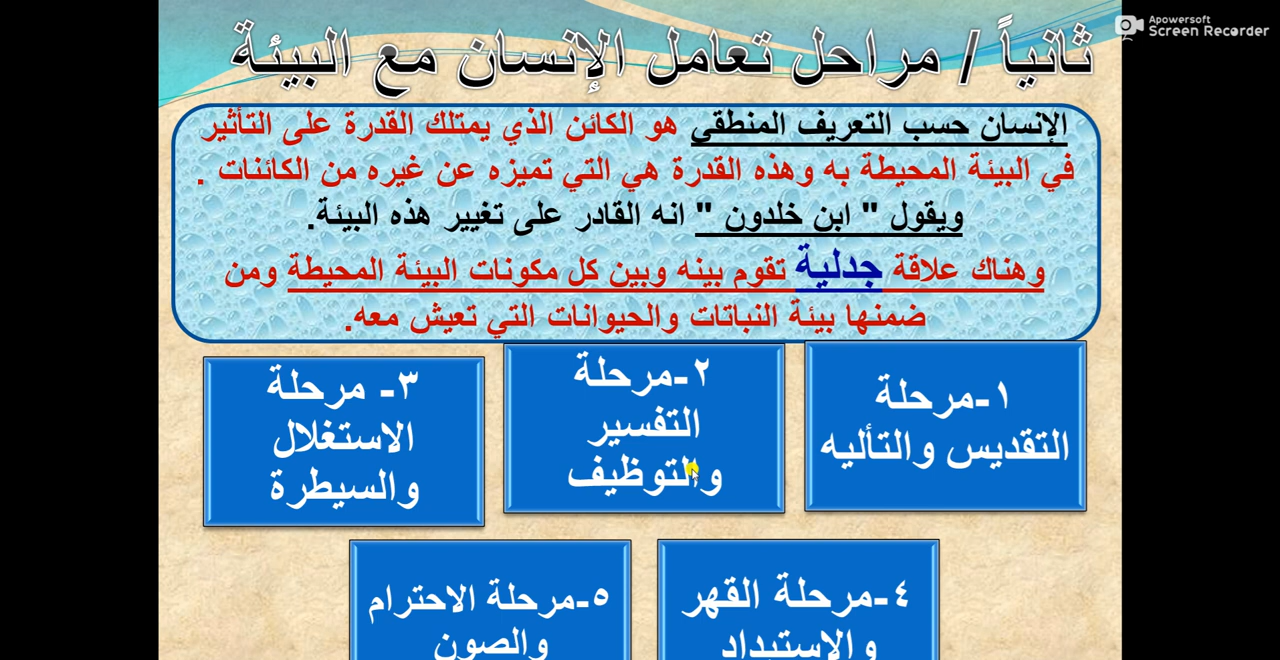 ثانياً / مراحل تعامل الإنسان مع البيئة
Apowersoft
Screen Recorder
الإنسان حسب التعريف المنطقي هو الكائن الذي يمتلك القدرة على التأثير
في البيئة المحيطة به وهذه القدرة هي التي تميزه عن غيره من الكائنات .
ويقول " ابن خلدون " انه القادر على تغيير هذه البيئة.
وهناك علاقة جدلية تقوم بينه وبين كل مكونات البيئة المحيطة ومن
ضمنها بيئة النباتات والحيوانات التي تعيش معه.
١-مرحلة
التقديس والتأليه
٢-مرحلة
التفسير
والتوظيف
٣- مرحلة
الاستغلال
والسيطرة
٤-مرحلة القهر
والاستبداد
٥-مرحلة الاحترام
والصون